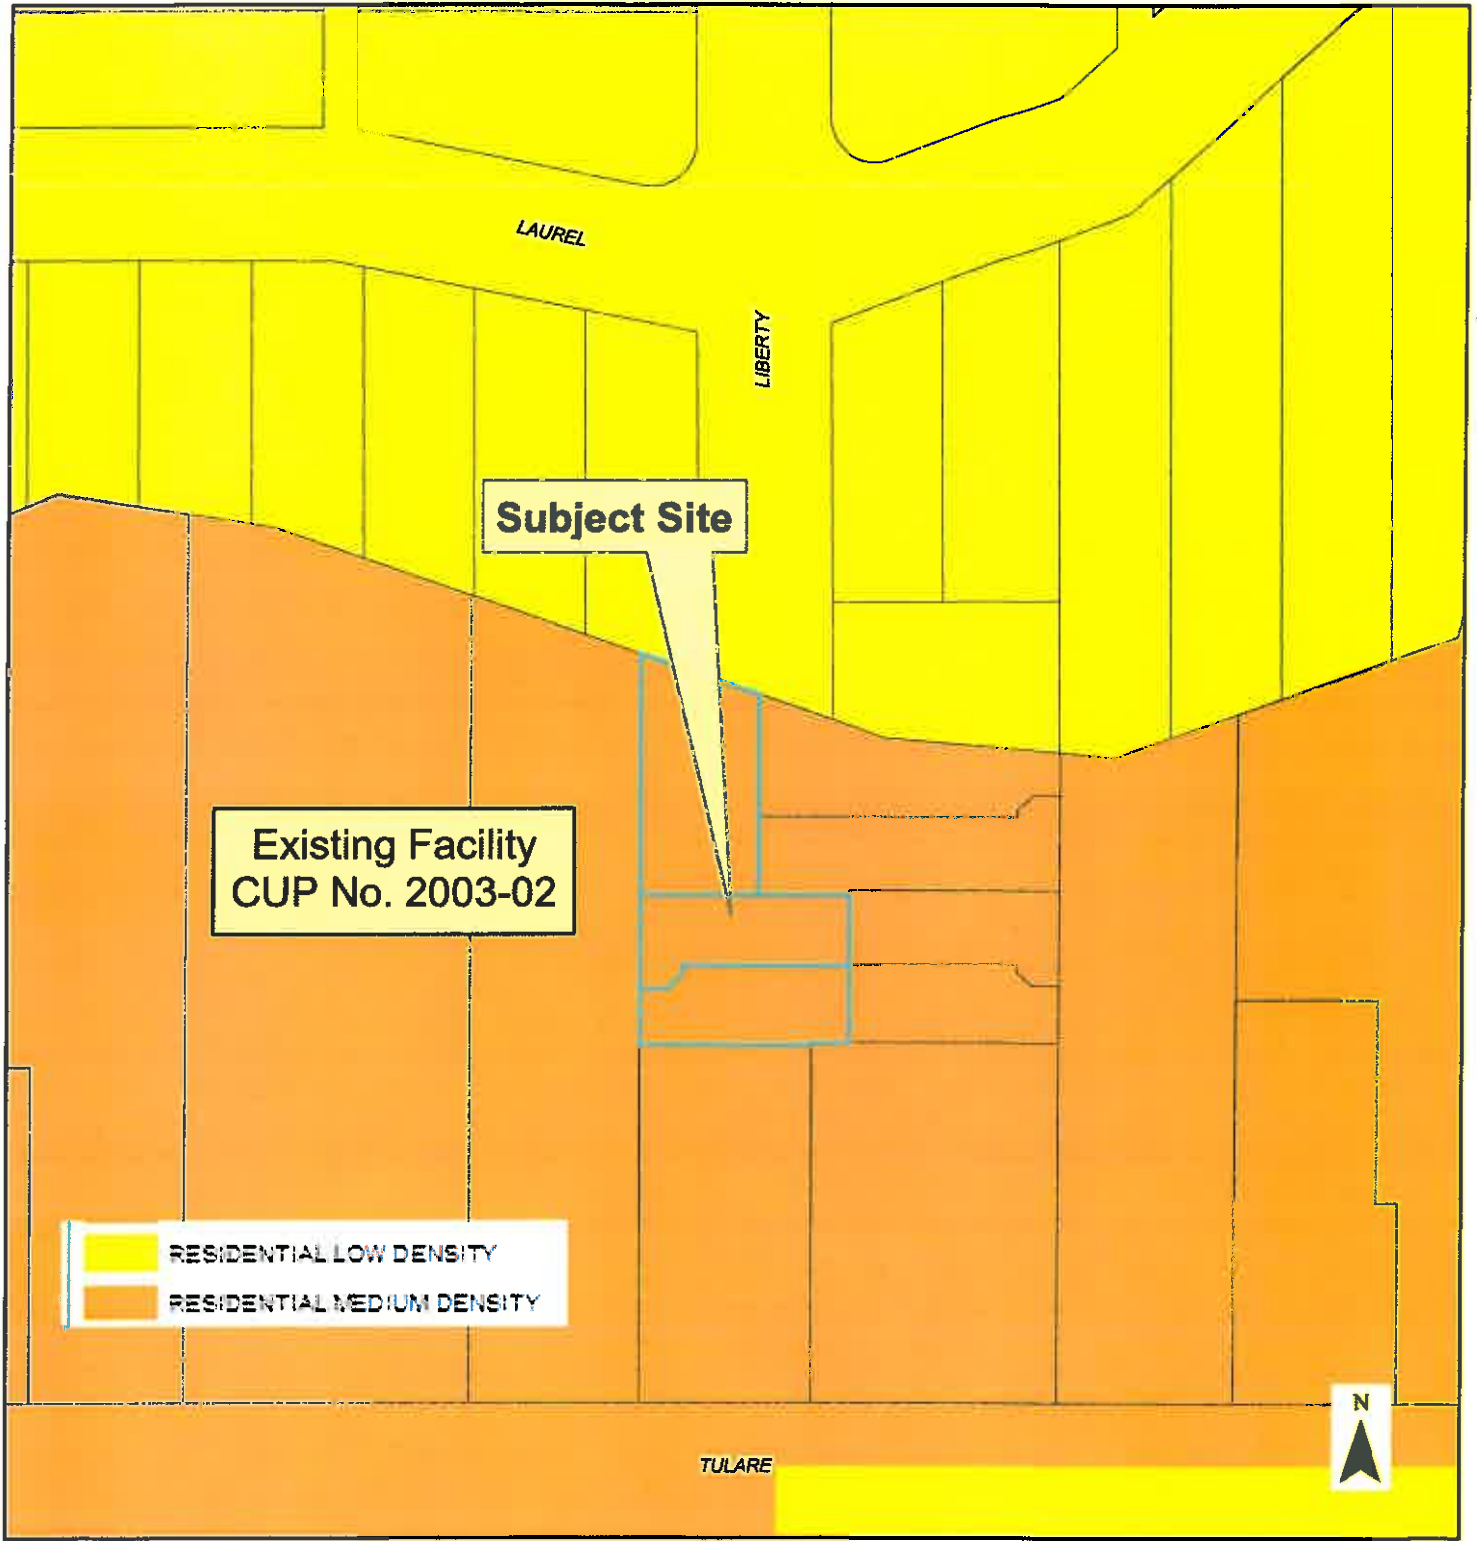 LAUREL
LIBERTY
Subject Site
Existing Facility
CUP No. 2003-02
RESIDENTIAL LOW DENSITY
RESIDENTIAL MEDIUM DENSITY
N
TULARE